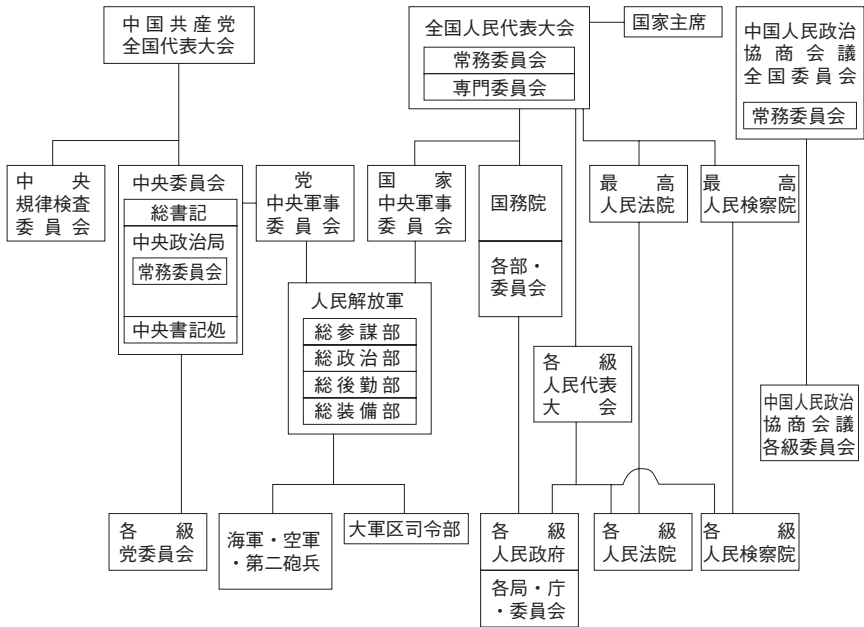 中国共産党
全国代表大会
全国人民代表大会
常務委員会
専門委員会
国家主席
中国人民政治
協商会議
全国委員会
常務委員会
中央
規律検査
委員会
中央委員会
総書記
中央政治局
常務委員会
中央書記処
党
中央軍事
委員会
国家
中央軍事
委員会
国務院
各部・
委員会
最高
人民法院
最高
人民検察院
人民解放軍
総参謀部
総政治部
総後勤部
総装備部
各級
人民代表
大会
中国人民政治
協商会議
各級委員会
各級
党委員会
海軍・空軍
・第二砲兵
大軍区司令部
各級
人民政府
各局・庁
・委員会
各級
人民法院
各級
人民検察院